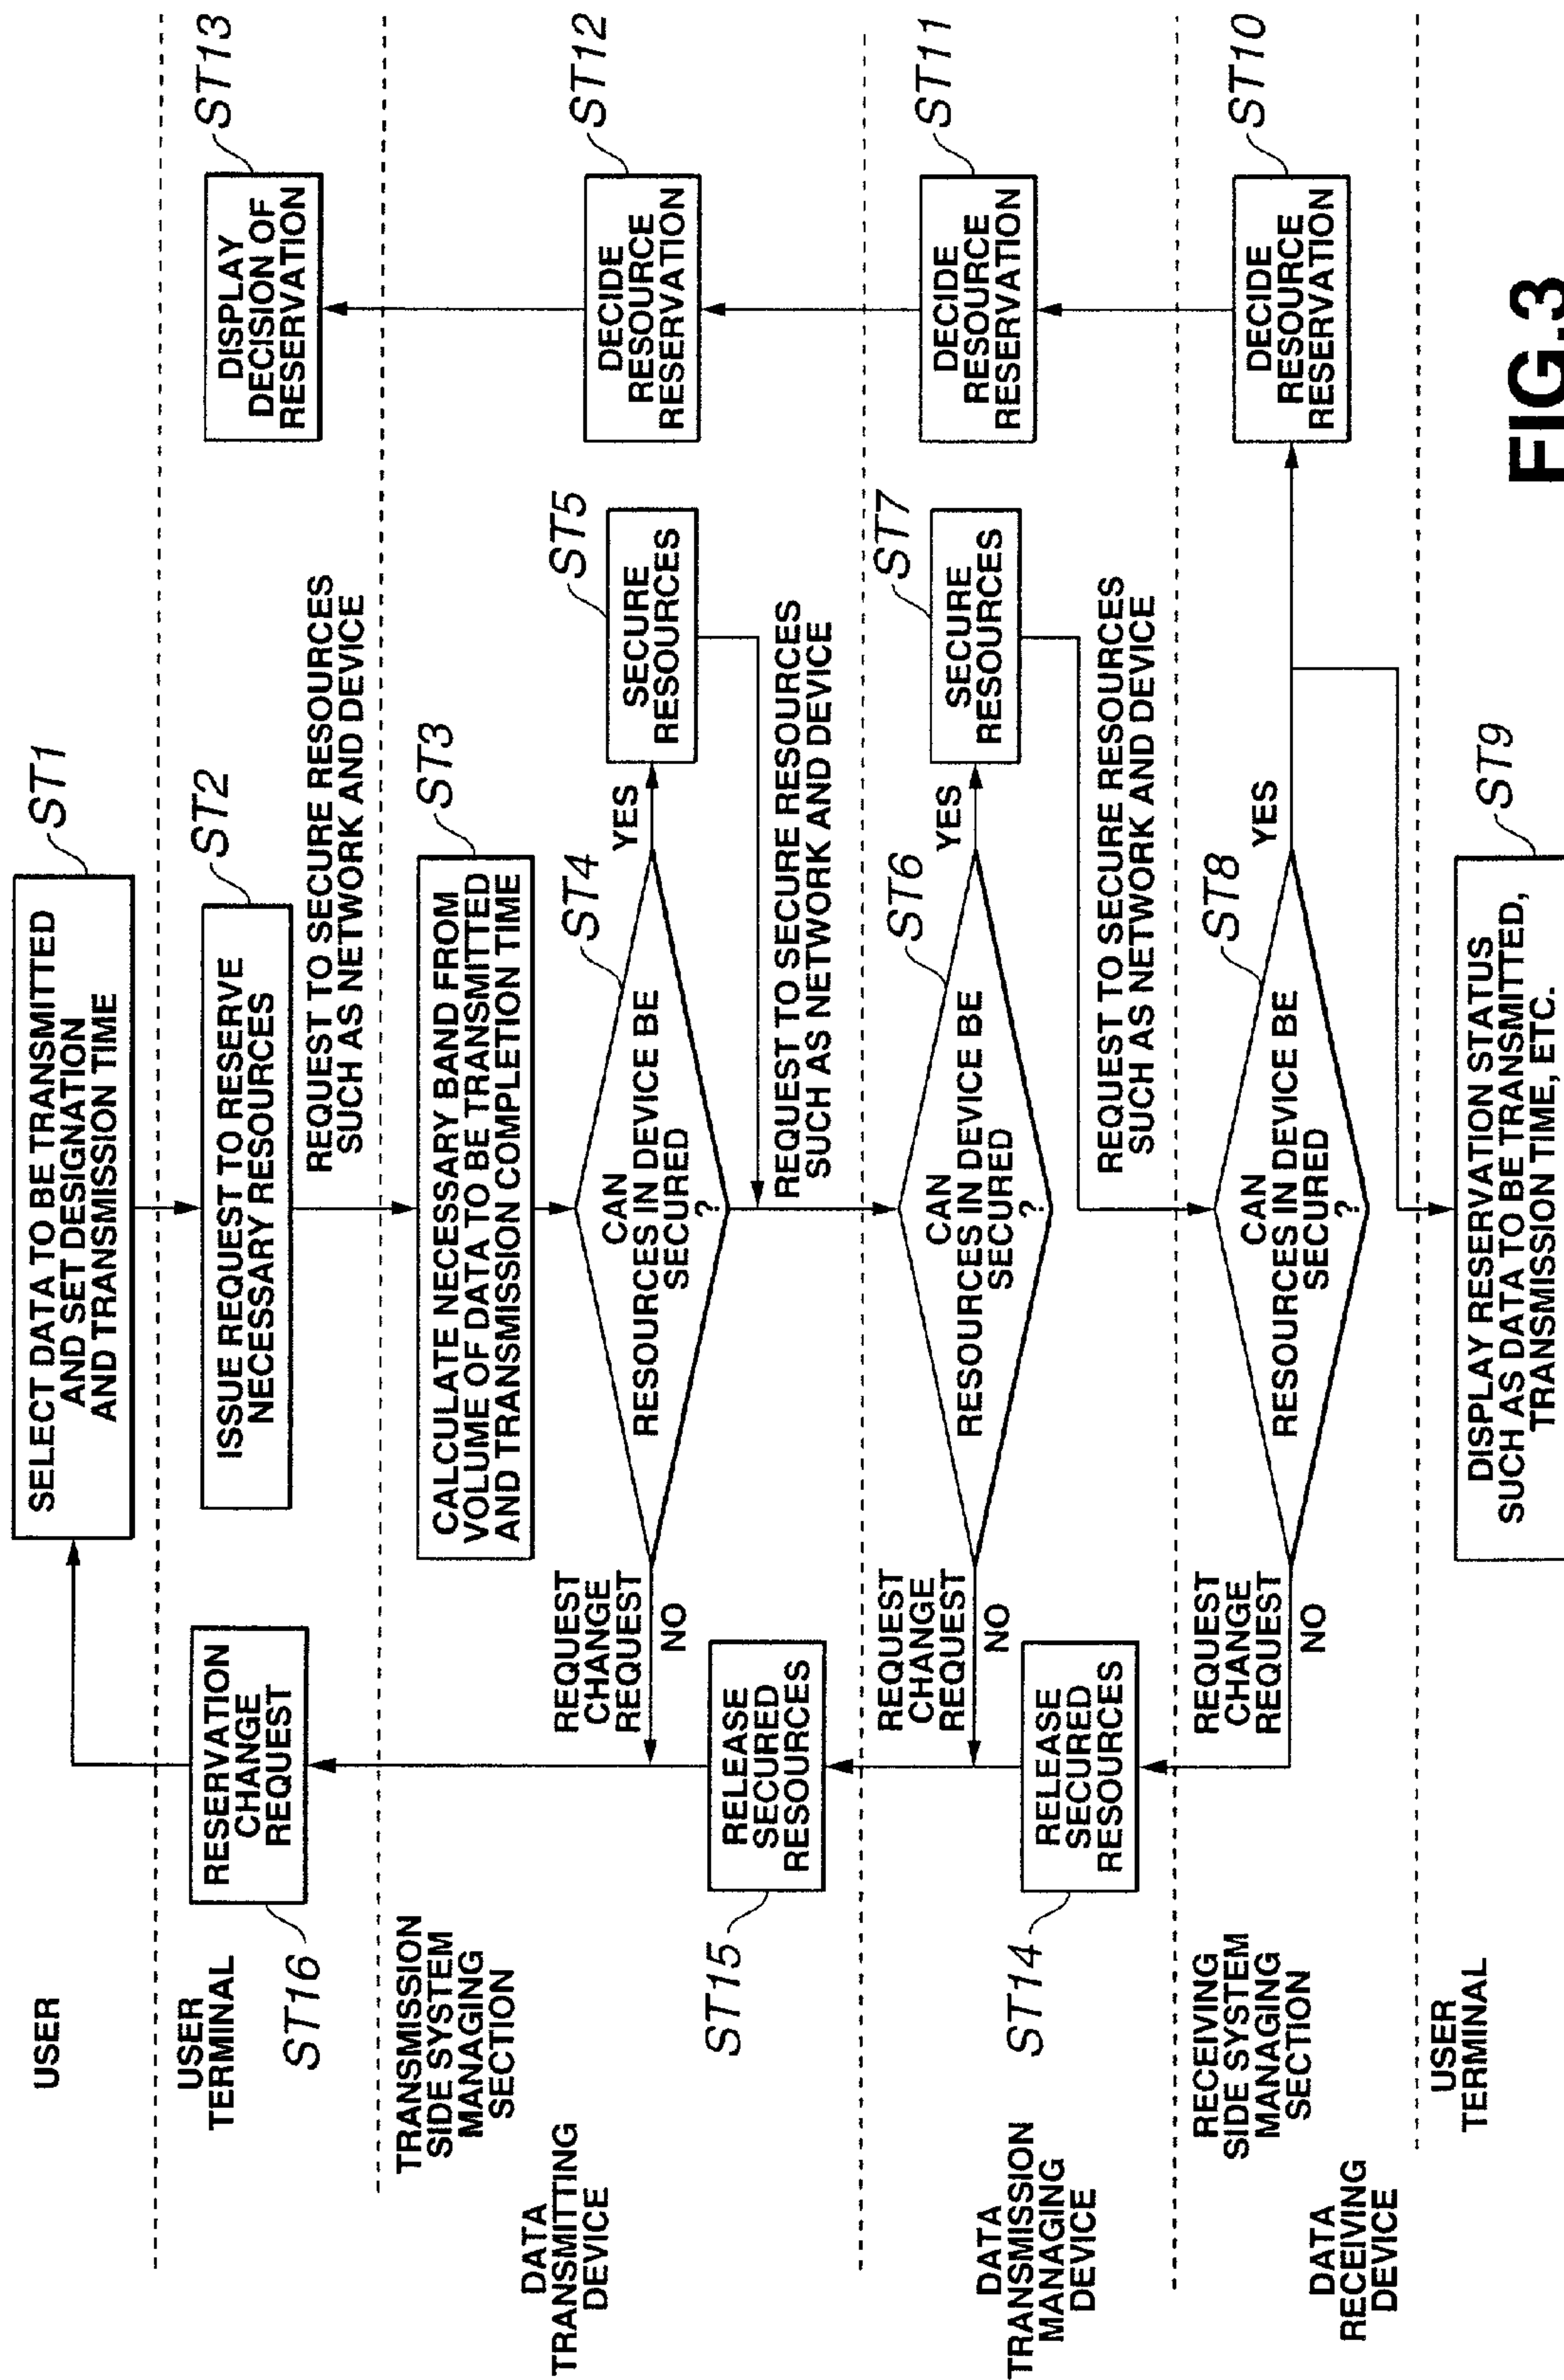 USER
SELECT DATA TO BE TRANSMITTED
AND SET DESIGNATION
AND TRANSMISSION TIME
ST1
USER
TERMINAL
RESERVATION
CHANGE
REQUEST
ST16
ISSUE REQUEST TO RESERVE
NECESSARY RESOURCES
ST2
DISPLAY
DECISION OF
RESERVATION
ST13
REQUEST TO SECURE RESOURCES
SUCH AS NETWORK AND DEVICE
TRANSMISSION
SIDE SYSTEM
MANAGING
SECTION
DATA
TRANSMITTING
DEVICE
CALCULATE NECESSARY BAND FROM
VOLUME OF DATA TO BE TRANSMITTED
AND TRANSMISSION COMPLETION TIME
ST3
REQUEST
CHANGE
REQUEST
NO
CAN
RESOURCES IN DEVICE BE
SECURED
?
ST4
YES
SECURE
RESOURCES
ST5
DECIDE
RESOURCE
RESERVATION
ST12
RELEASE
SECURED
RESOURCES
ST15
REQUEST TO SECURE RESOURCES
SUCH AS NETWORK AND DEVICE
DATA
TRANSMISSION
MANAGING
DEVICE
REQUEST
CHANGE
REQUEST
NO
CAN
RESOURCES IN DEVICE BE
SECURED
?
ST6
YES
SECURE
RESOURCES
ST7
DECIDE
RESOURCE
RESERVATION
ST11
RELEASE
SECURED
RESOURCES
ST14
REQUEST TO SECURE RESOURCES
SUCH AS NETWORK AND DEVICE
RECEIVING
SIDE SYSTEM
MANAGING
SECTION
DATA
RECEIVING
DEVICE
REQUEST
CHANGE
REQUEST
NO
CAN
RESOURCES IN DEVICE BE
SECURED
?
ST8
YES
DECIDE
RESOURCE
RESERVATION
ST10
USER
TERMINAL
DISPLAY RESERVATION STATUS
SUCH AS DATA TO BE TRANSMITTED,
TRANSMISSION TIME, ETC.
ST9
FIG.3